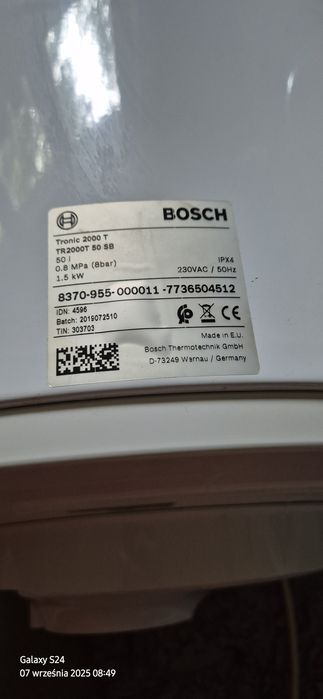 BOSCH
Tronic 2000 T
TR2000T 50 SB
50 l
0.8 MPa (8bar)
1.5 kW
IPX4
230VAC / 50Hz
8370-955-000011-7736504512
IDN: 4596
Batch: 2019072510
TIN: 303703
CE
Made in E.U.
Bosch Thermotechnik GmbH
D-73249 Wernau / Germany
Galaxy S24
07 września 2025 08:49